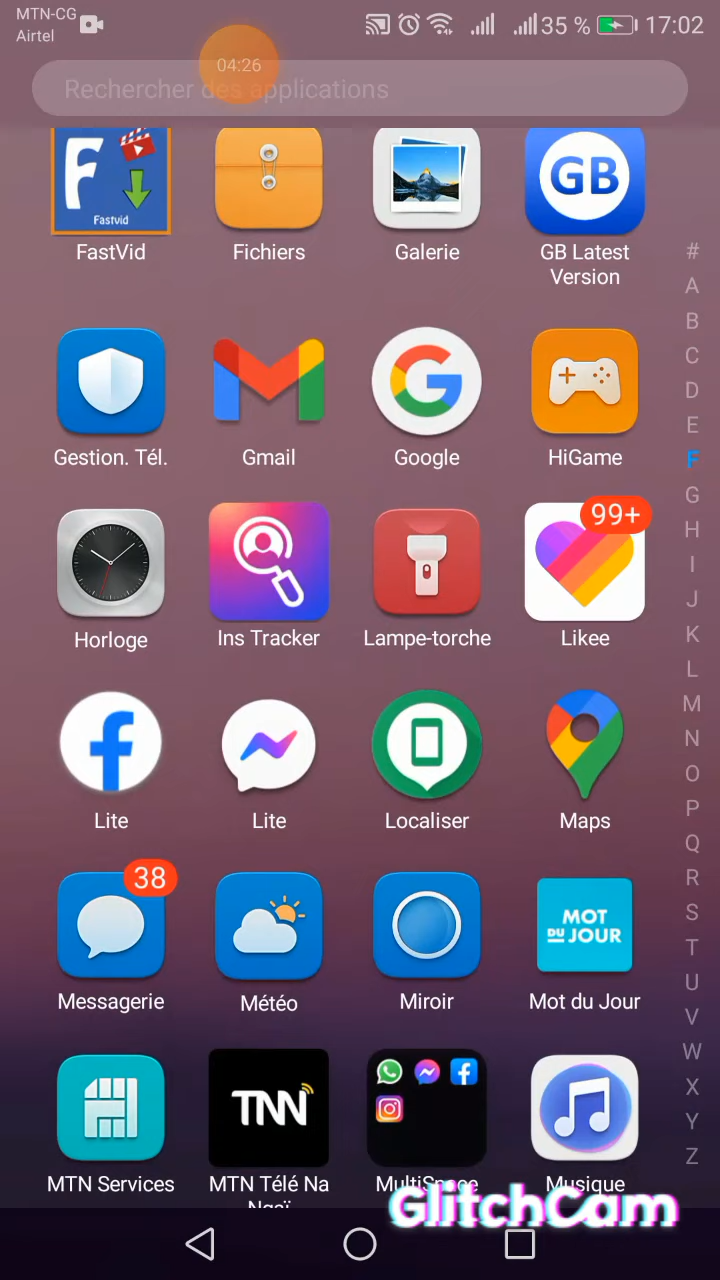 MTN-CG
Airtel
35 % 17:02
04:26
Rechercher des applications
F
Fastvid
GB
FastVid
Fichiers
Galerie
GB Latest
Version
Gestion. Tél.
Gmail
Google
HiGame
99+
Horloge
Ins Tracker
Lampe-torche
Likee
Lite
Lite
Localiser
Maps
38
MOT
DU JOUR
Messagerie
Météo
Miroir
Mot du Jour
TNN
MTN Services
MTN Télé Na
Ngaï
MultiSpace
Musique
GlitchCam
#
A
B
C
D
E
F
G
H
I
J
K
L
M
N
O
P
Q
R
S
T
U
V
W
X
Y
Z